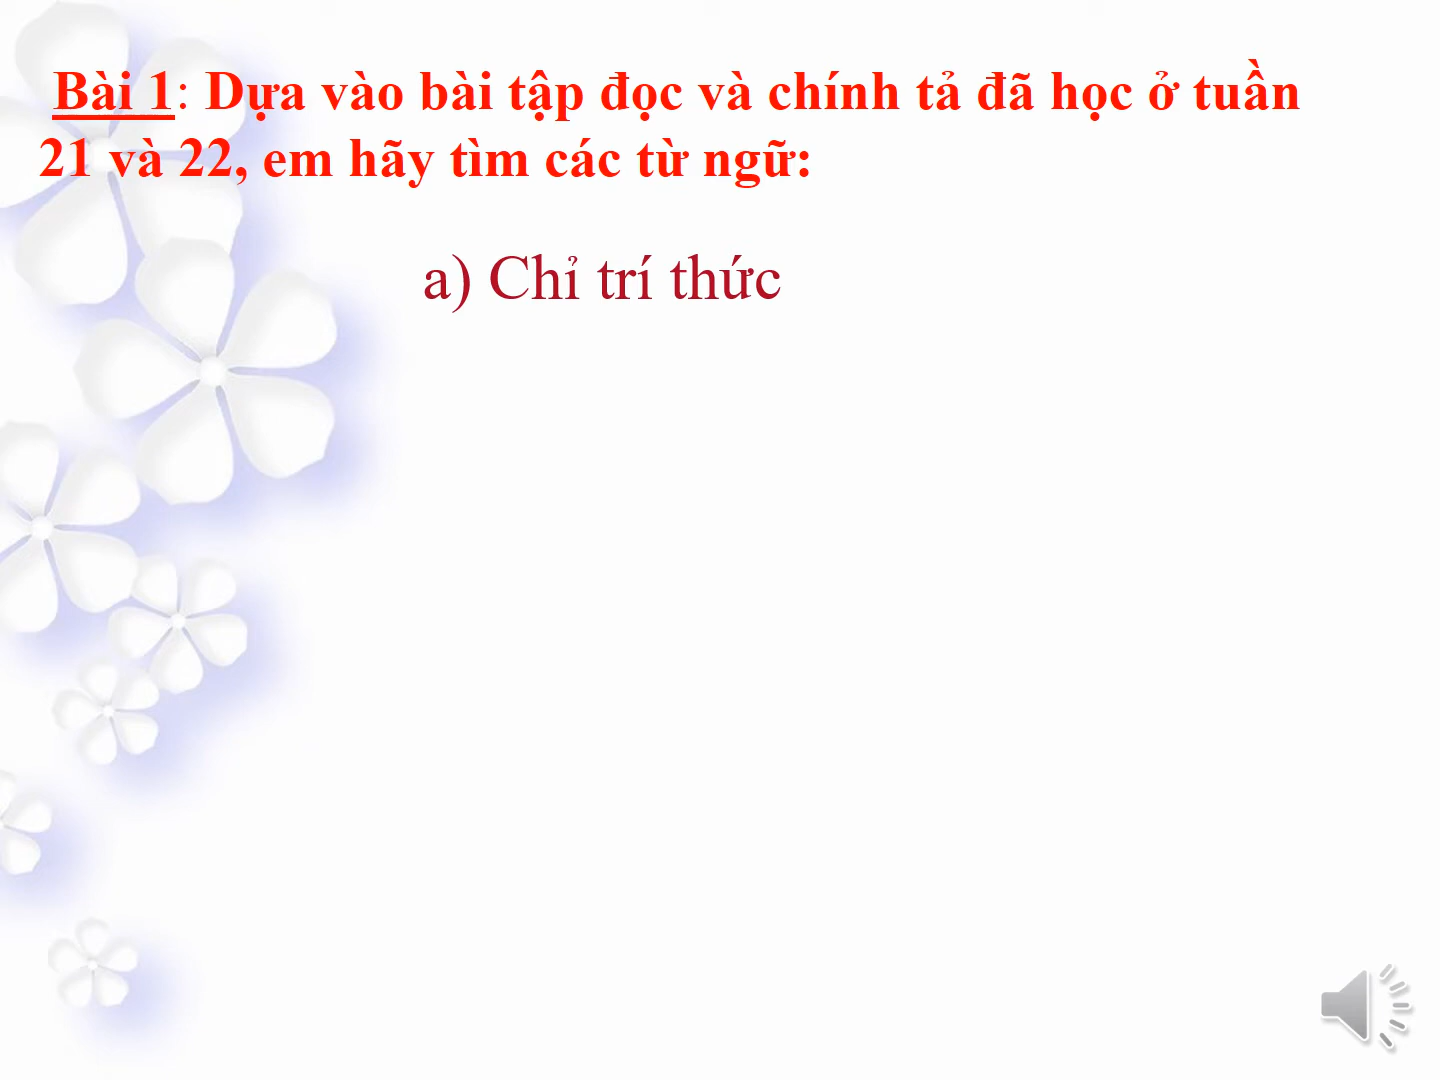 Bài 1: Dựa vào bài tập đọc và chính tả đã học ở tuần
21 và 22, em hãy tìm các từ ngữ:
a) Chỉ trí thức